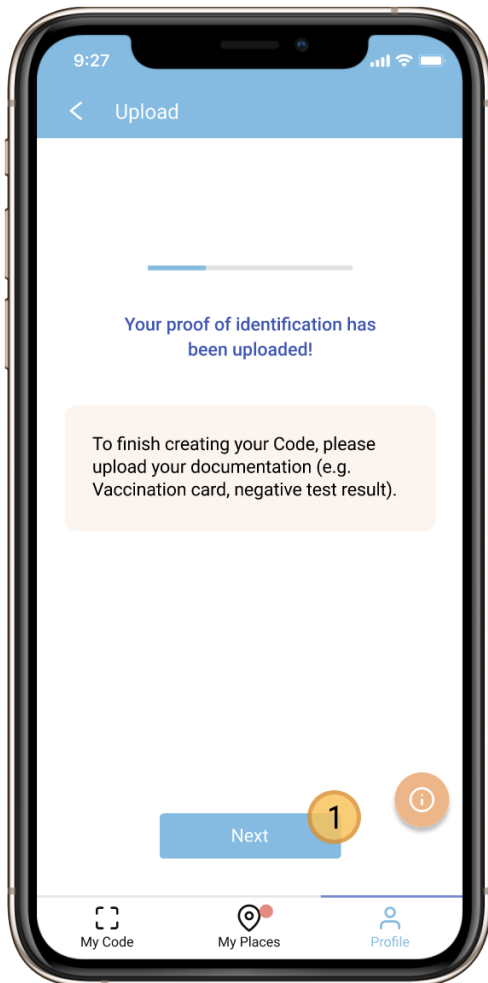 9:27
Upload
Your proof of identification has
been uploaded!
To finish creating your Code, please
upload your documentation (e.g.
Vaccination card, negative test result).
1
Next
My Code
My Places
Profile